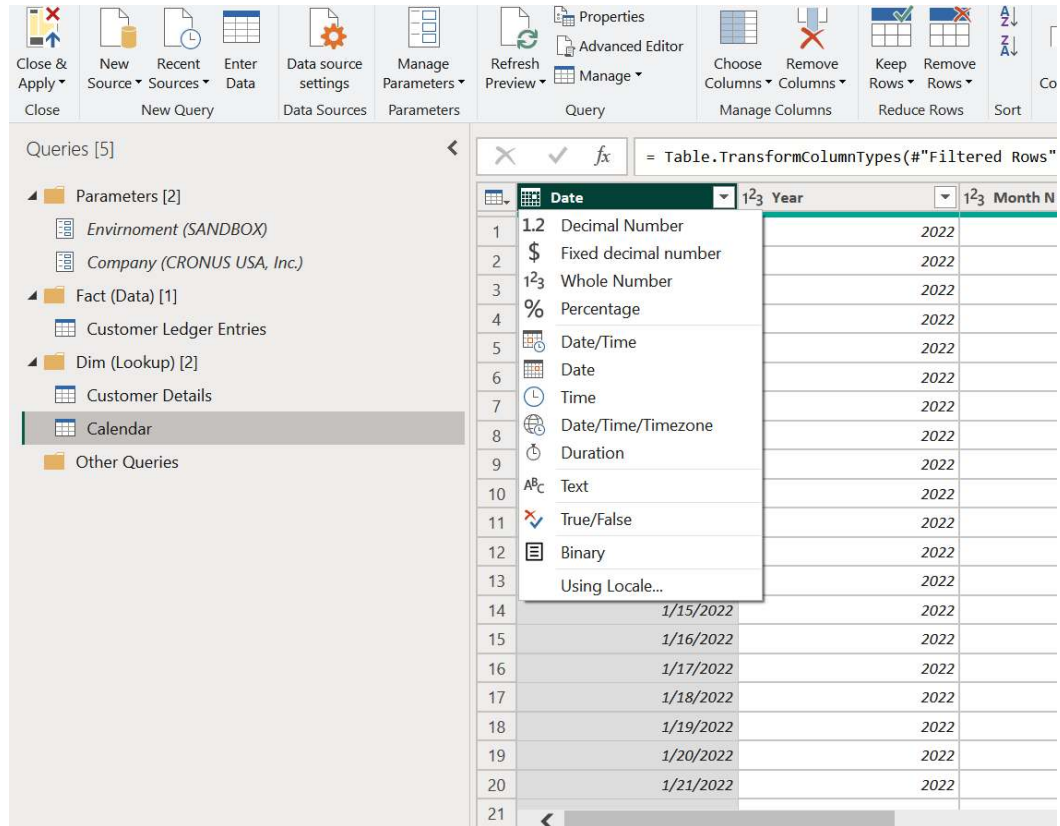 Close & Apply
New Source
Recent Sources
Enter Data
Data source settings
Manage Parameters
Refresh Preview
Properties
Advanced Editor
Manage
Choose Columns
Remove Columns
Keep Rows
Remove Rows
Close
New Query
Data Sources
Parameters
Query
Manage Columns
Reduce Rows
Sort
Co
Queries [5]
fx = Table.TransformColumnTypes(#"Filtered Rows"
Parameters [2]
Envirnoment (SANDBOX)
Company (CRONUS USA, Inc.)
Fact (Data) [1]
Customer Ledger Entries
Dim (Lookup) [2]
Customer Details
Calendar
Other Queries
Date 123 Year 123 Month N
1.2 Decimal Number
$ Fixed decimal number
123 Whole Number
% Percentage
Date/Time
Date
Time
Date/Time/Timezone
Duration
ABC Text
True/False
Binary
Using Locale...
1 2022
2 2022
3 2022
4 2022
5 2022
6 2022
7 2022
8 2022
9 2022
10 2022
11 2022
12 2022
13 2022
14 1/15/2022 2022
15 1/16/2022 2022
16 1/17/2022 2022
17 1/18/2022 2022
18 1/19/2022 2022
19 1/20/2022 2022
20 1/21/2022 2022
21